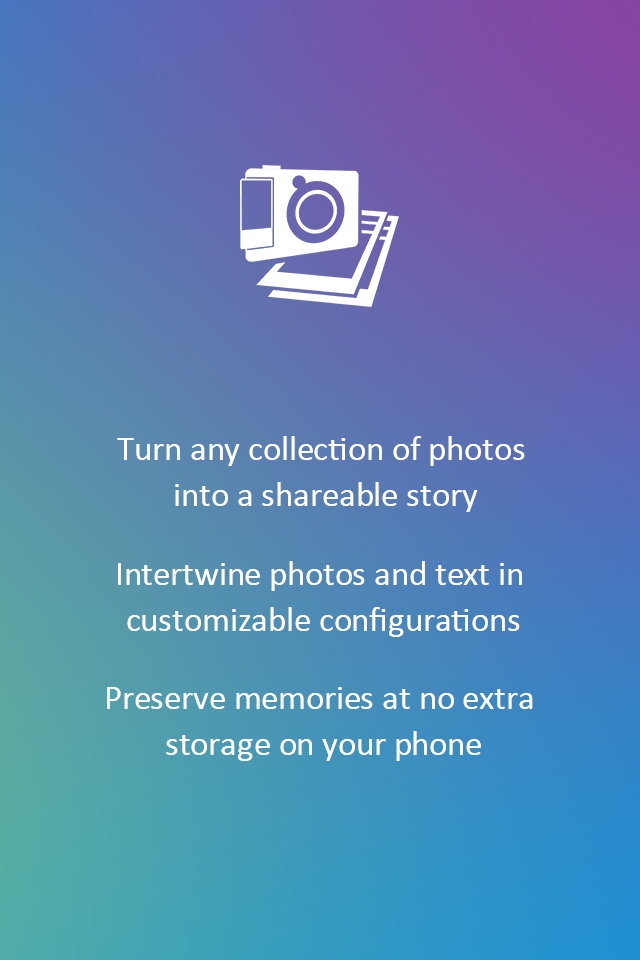 Turn any collection of photos
into a shareable story
Intertwine photos and text in
customizable configurations
Preserve memories at no extra
storage on your phone